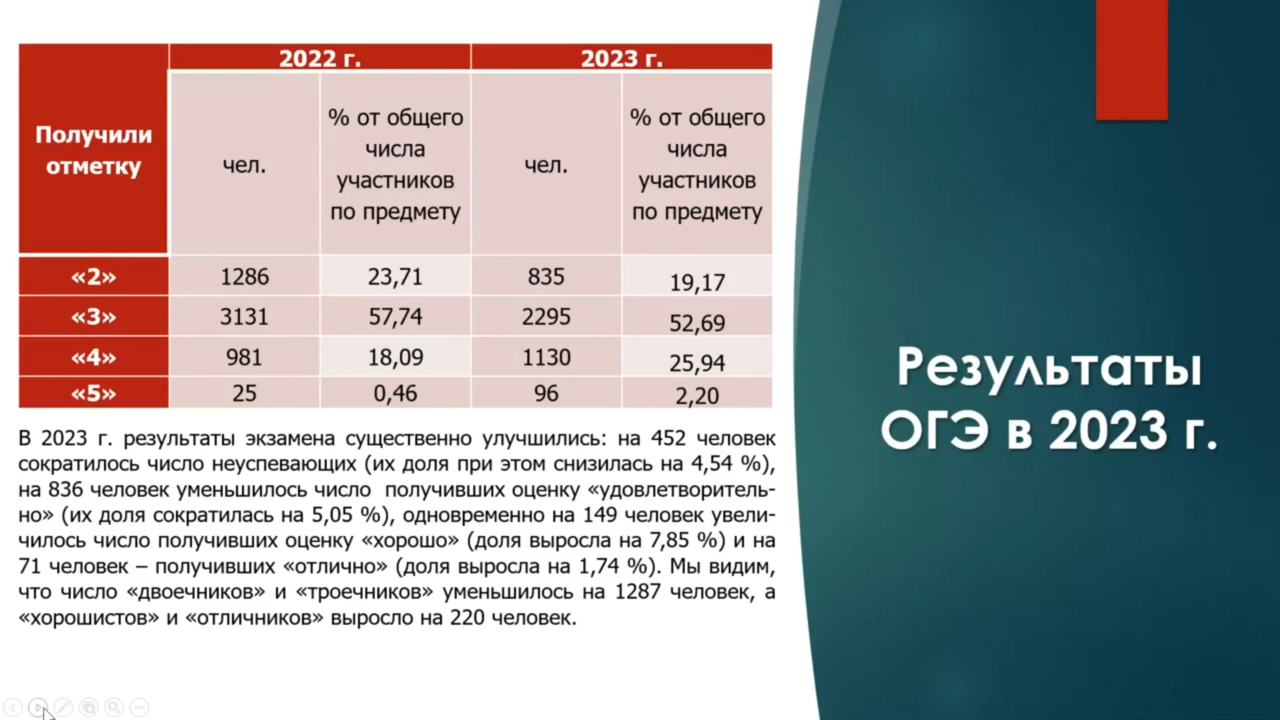 Получили отметку
2022 г.
2023 г.
чел.
% от общего числа участников по предмету
чел.
% от общего числа участников по предмету
«2» 1286 23,71 835 19,17
«3» 3131 57,74 2295 52,69
«4» 981 18,09 1130 25,94
«5» 25 0,46 96 2,20
В 2023 г. результаты экзамена существенно улучшились: на 452 человек
сократилось число неуспевающих (их доля при этом снизилась на 4,54 %),
на 836 человек уменьшилось число получивших оценку «удовлетворитель-
но» (их доля сократилась на 5,05 %), одновременно на 149 человек увели-
чилось число получивших оценку «хорошо» (доля выросла на 7,85 %) и на
71 человек – получивших «отлично» (доля выросла на 1,74 %). Мы видим,
что число «двоечников» и «троечников» уменьшилось на 1287 человек, а
«хорошистов» и «отличников» выросло на 220 человек.
Результаты
ОГЭ в 2023 г.